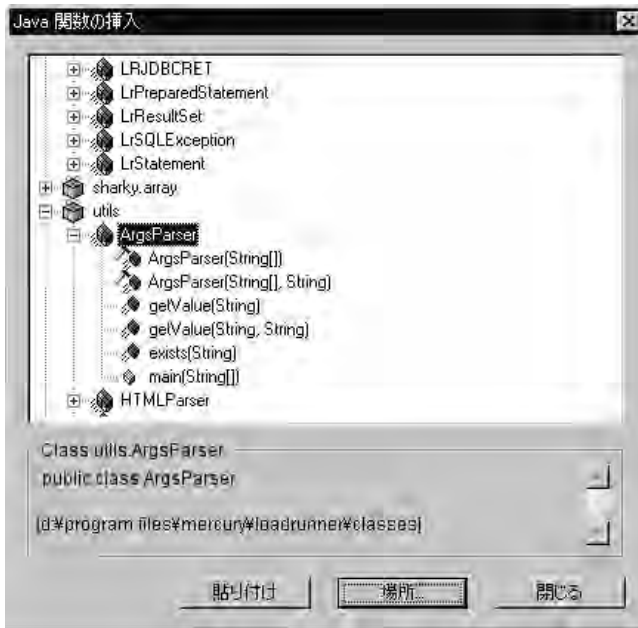 Java 関数の挿入
LRJDBCRET
LrPreparedStatement
LrResultSet
LrSQLException
LrStatement
sharky.array
utils
ArgsParser
ArgsParser(String[])
ArgsParser(String[], String)
getValue(String)
getValue(String, String)
exists(String)
main(String[])
HTMLParser
Class utils.ArgsParser
public class ArgsParser
[d:¥program files¥mercury¥loadrunner¥classes]
貼り付け
場所...
閉じる